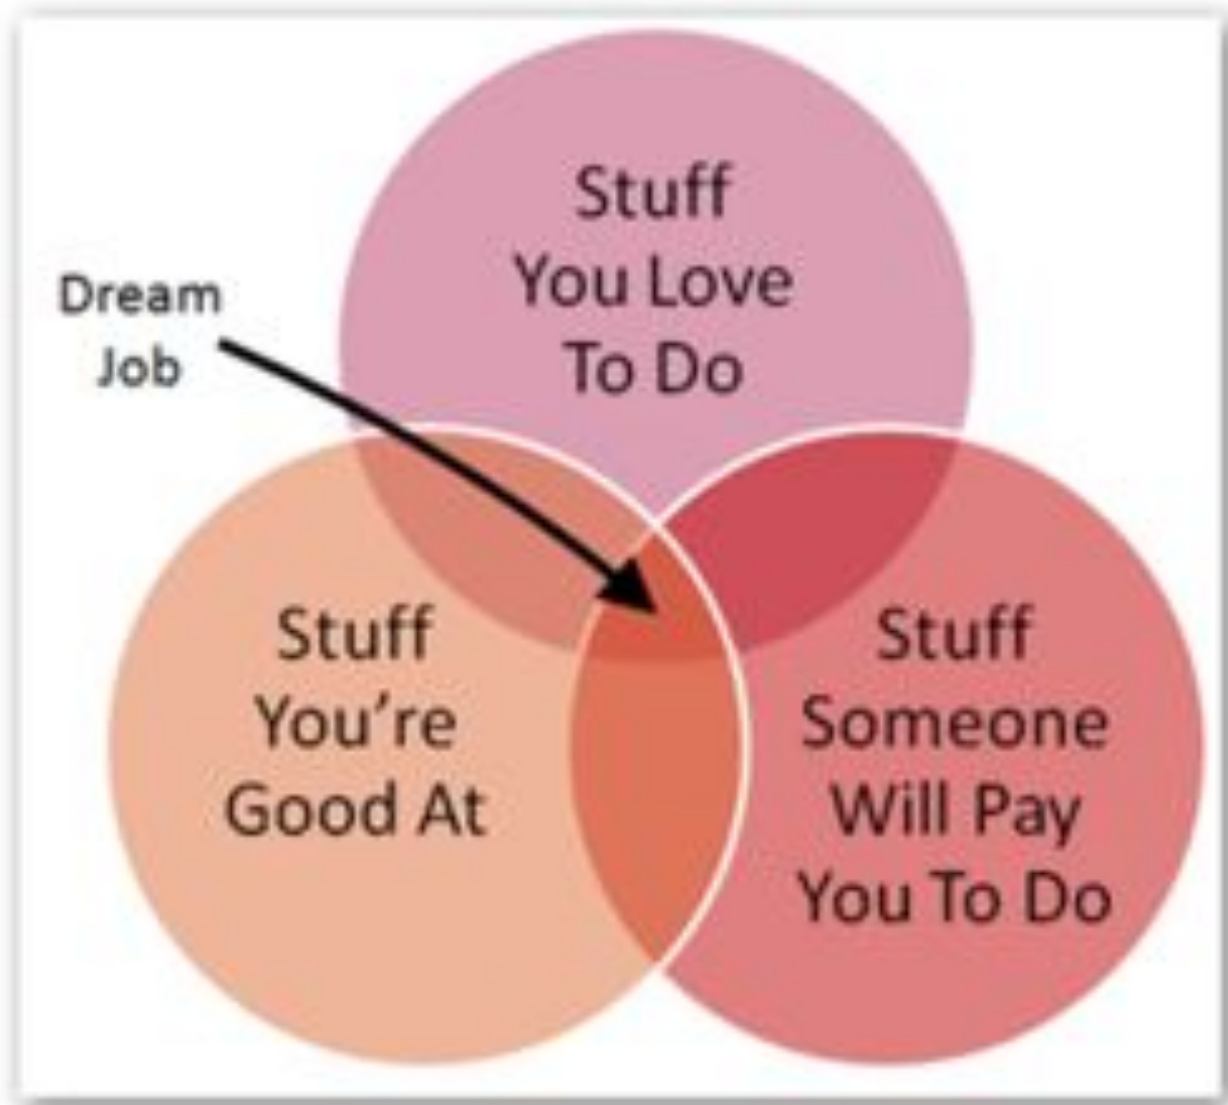 Stuff
You Love
To Do
Dream
Job
Stuff
You're
Good At
Stuff
Someone
Will Pay
You To Do